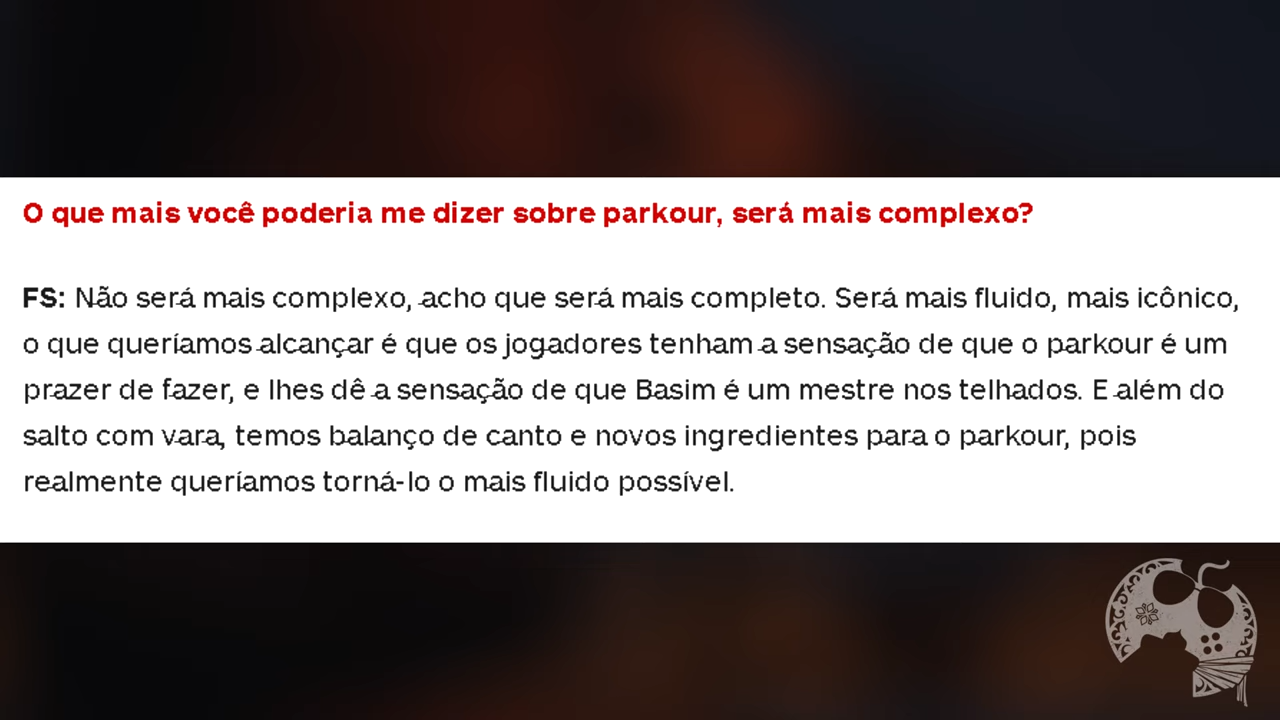 O que mais você poderia me dizer sobre parkour, será mais complexo?
FS: Não será mais complexo, acho que será mais completo. Será mais fluido, mais icônico,
o que queríamos alcançar é que os jogadores tenham a sensação de que o parkour é um
prazer de fazer, e lhes dê a sensação de que Basim é um mestre nos telhados. E além do
salto com vara, temos balanço de canto e novos ingredientes para o parkour, pois
realmente queríamos torná-lo o mais fluido possível.